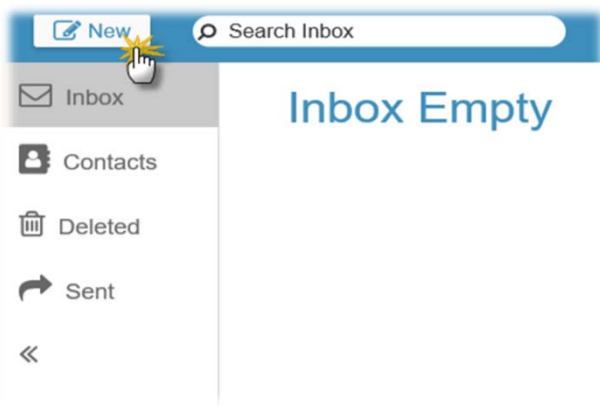 New
Search Inbox
Inbox
Inbox Empty
Contacts
Deleted
Sent